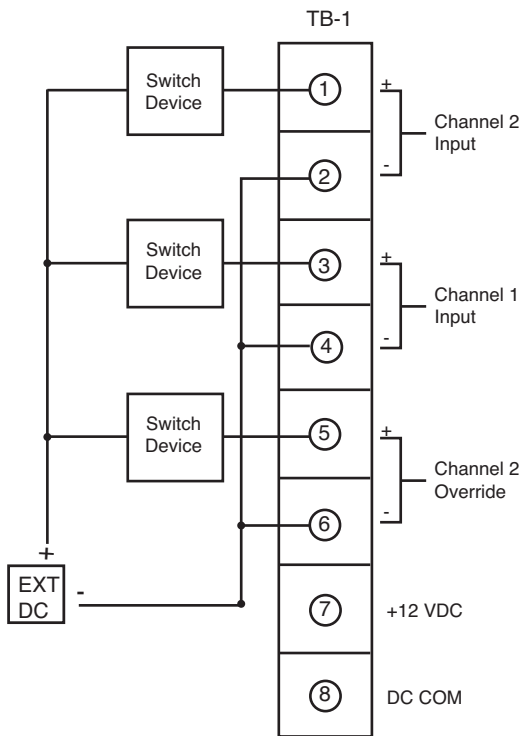 TB-1
Switch
Device
1
+
Channel 2
Input
2
-
Switch
Device
3
+
Channel 1
Input
4
-
Switch
Device
5
+
Channel 2
Override
6
-
+
EXT
DC
-
7
+12 VDC
8
DC COM